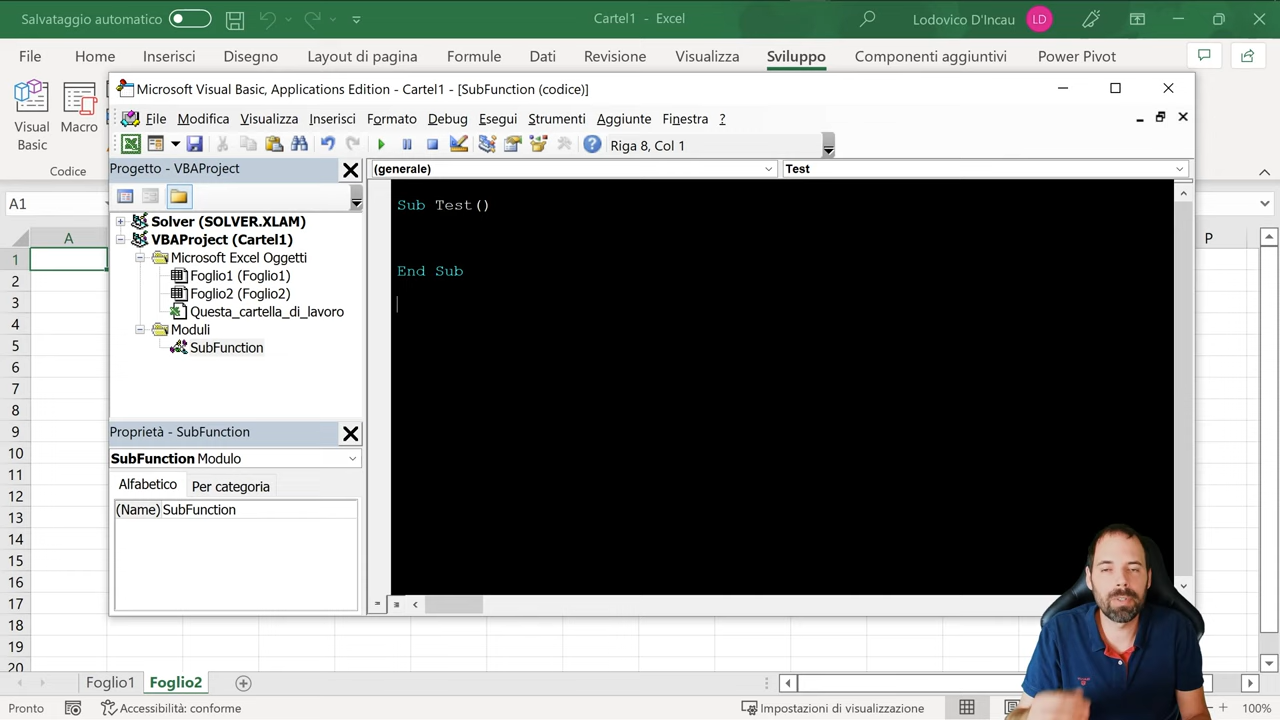 Salvataggio automatico
Cartel1 - Excel
Lodovico D'Incau
LD
File Home Inserisci Disegno Layout di pagina Formule Dati Revisione Visualizza Sviluppo Componenti aggiuntivi Power Pivot
Visual Basic
Macro
Codice
Microsoft Visual Basic, Applications Edition - Cartel1 - [SubFunction (codice)]
File Modifica Visualizza Inserisci Formato Debug Esegui Strumenti Aggiunte Finestra ?
Riga 8, Col 1
Progetto - VBAProject
(generale)
Test
Solver (SOLVER.XLAM)
VBAProject (Cartel1)
Microsoft Excel Oggetti
Foglio1 (Foglio1)
Foglio2 (Foglio2)
Questa_cartella_di_lavoro
Moduli
SubFunction
Sub Test()
End Sub
Proprietà - SubFunction
SubFunction Modulo
Alfabetico Per categoria
(Name) SubFunction
A1
A
P
1
2
3
4
5
6
7
8
9
10
11
12
13
14
15
16
17
18
19
20
Foglio1 Foglio2
Pronto
Accessibilità: conforme
Impostazioni di visualizzazione
100%